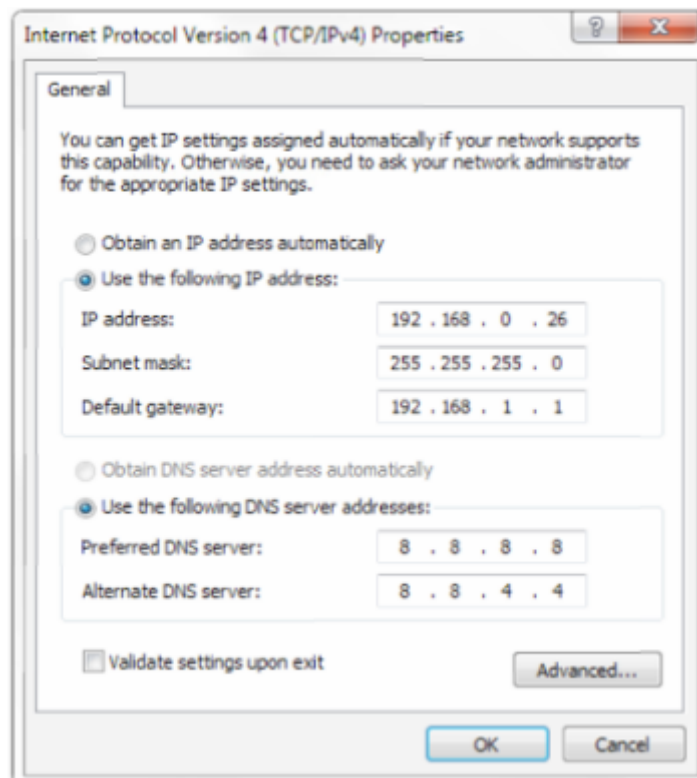 Internet Protocol Version 4 (TCP/IPv4) Properties
General
You can get IP settings assigned automatically if your network supports
this capability. Otherwise, you need to ask your network administrator
for the appropriate IP settings.
Obtain an IP address automatically
Use the following IP address:
IP address: 192 . 168 . 0 . 26
Subnet mask: 255 . 255 . 255 . 0
Default gateway: 192 . 168 . 1 . 1
Obtain DNS server address automatically
Use the following DNS server addresses:
Preferred DNS server: 8 . 8 . 8 . 8
Alternate DNS server: 8 . 8 . 4 . 4
Validate settings upon exit
Advanced...
OK Cancel